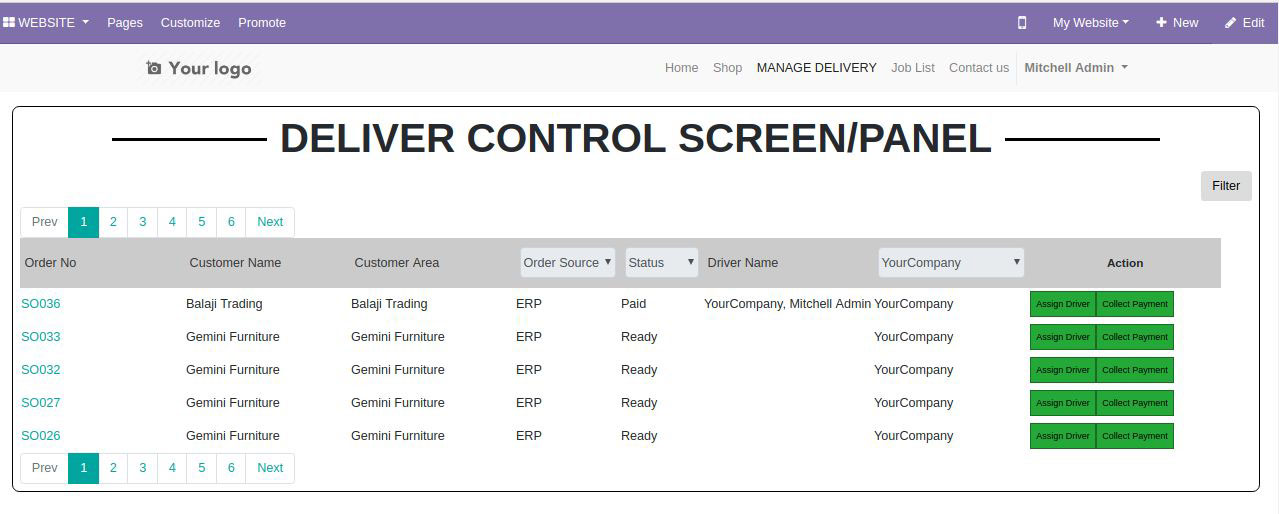 WEBSITE Pages Customize Promote My Website New Edit
Your logo Home Shop MANAGE DELIVERY Job List Contact us Mitchell Admin
DELIVER CONTROL SCREEN/PANEL
Filter
Prev 1 2 3 4 5 6 Next
Order No Customer Name Customer Area Order Source Status Driver Name YourCompany Action
SO036 Balaji Trading Balaji Trading ERP Paid YourCompany, Mitchell Admin YourCompany Assign Driver Collect Payment
SO033 Gemini Furniture Gemini Furniture ERP Ready YourCompany Assign Driver Collect Payment
SO032 Gemini Furniture Gemini Furniture ERP Ready YourCompany Assign Driver Collect Payment
SO027 Gemini Furniture Gemini Furniture ERP Ready YourCompany Assign Driver Collect Payment
SO026 Gemini Furniture Gemini Furniture ERP Ready YourCompany Assign Driver Collect Payment
Prev 1 2 3 4 5 6 Next